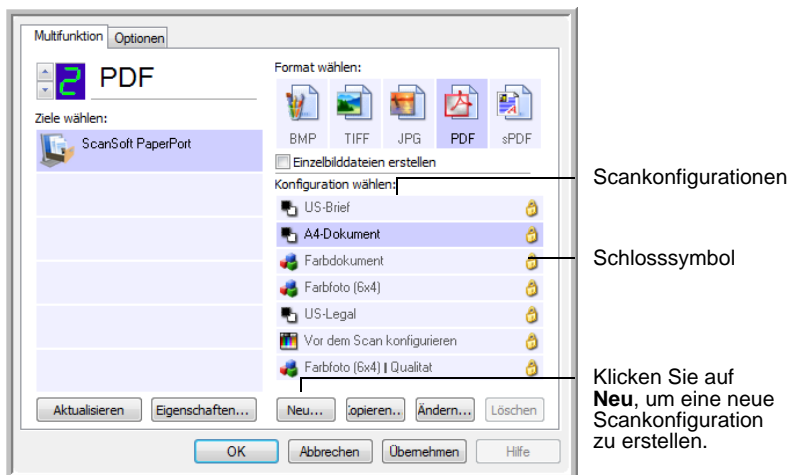 Multifunktion Optionen
2 PDF
Ziele wählen:
ScanSoft PaperPort
Format wählen:
BMP TIFF JPG PDF sPDF
Einzelbilddateien erstellen
Konfiguration wählen:
US-Brief
A4-Dokument
Farbdokument
Farbfoto (6x4)
US-Legal
Vor dem Scan konfigurieren
Farbfoto (6x4) | Qualitat
Aktualisieren Eigenschaften...
Neu... opieren... Ändern... Löschen
OK Abbrechen Übernehmen Hilfe
Scankonfigurationen
Schlosssymbol
Klicken Sie auf
Neu, um eine neue
Scankonfiguration
zu erstellen.